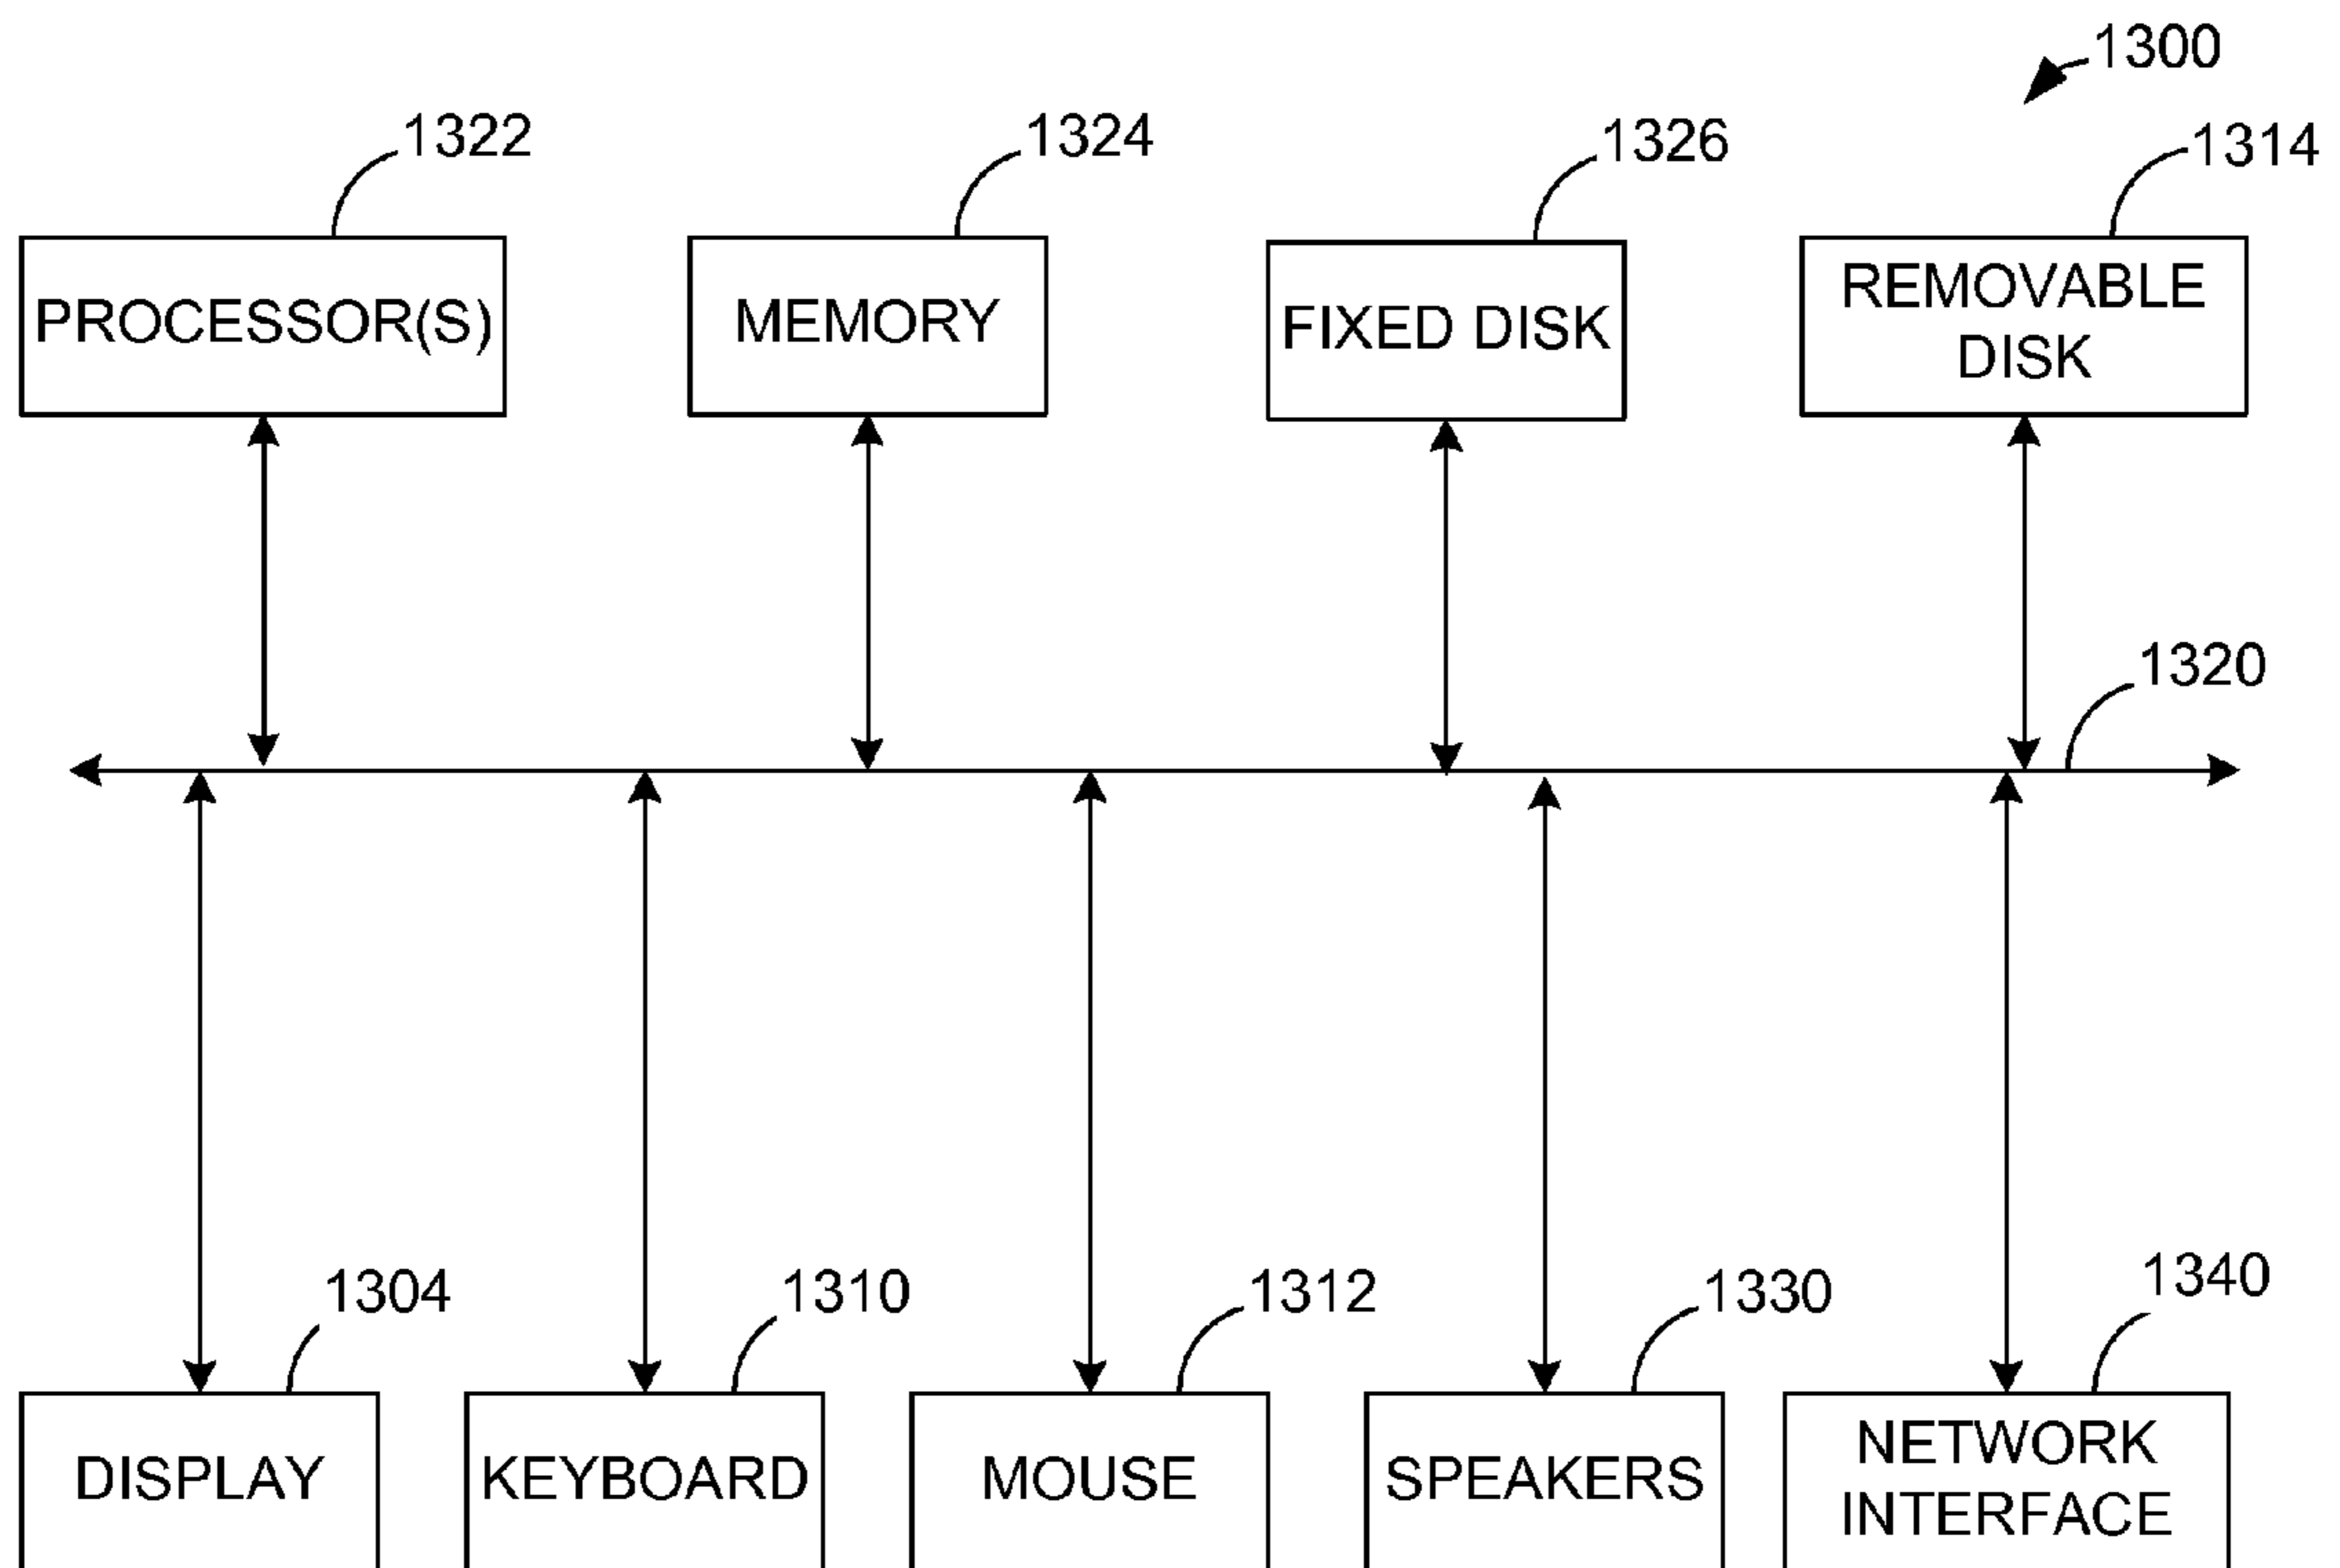 1300
1322
1324
1326
1314
PROCESSOR(S)
MEMORY
FIXED DISK
REMOVABLE
DISK
1320
1304
1310
1312
1330
1340
DISPLAY
KEYBOARD
MOUSE
SPEAKERS
NETWORK
INTERFACE